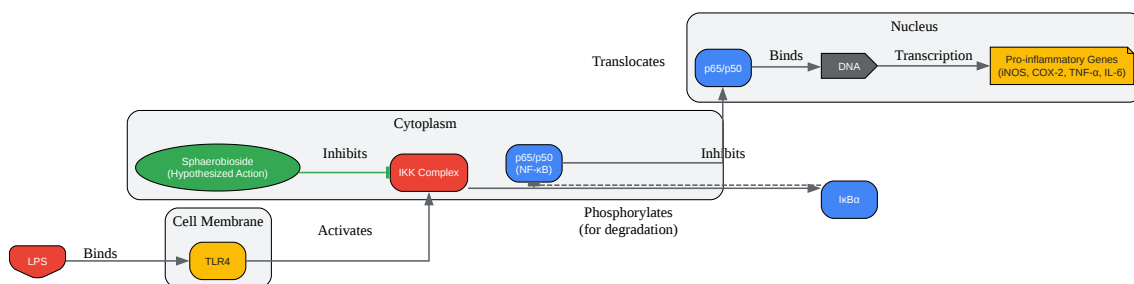 Nucleus
Translocates
p65/p50
Binds
DNA
Transcription
Pro-inflammatory Genes
(iNOS, COX-2, TNF-α, IL-6)
Cytoplasm
Sphaerobioside
(Hypothesized Action)
Inhibits
IKK Complex
p65/p50
(NF-κB)
Inhibits
IκBα
Phosphorylates
(for degradation)
Cell Membrane
Activates
LPS
Binds
TLR4